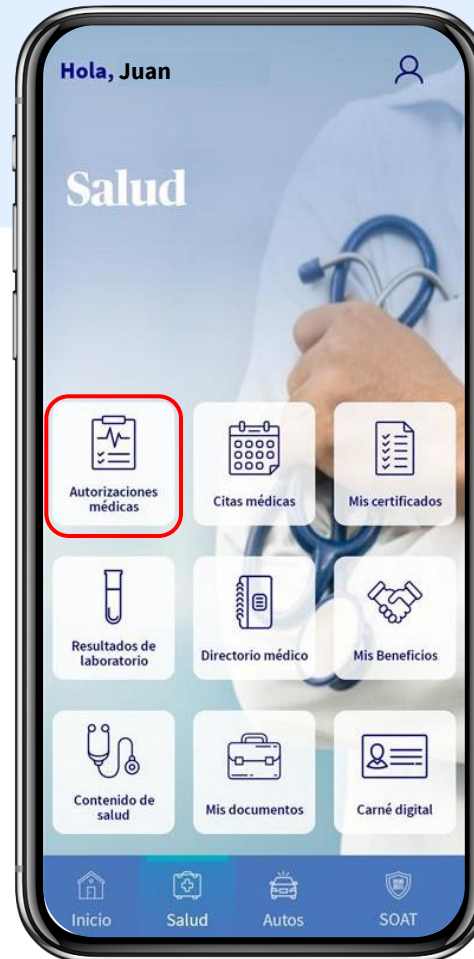 Hola, Juan
Salud
Autorizaciones
médicas
Citas médicas
Mis certificados
Resultados de
laboratorio
Directorio médico
Mis Beneficios
Contenido de
salud
Mis documentos
Carné digital
Inicio
Salud
Autos
SOAT